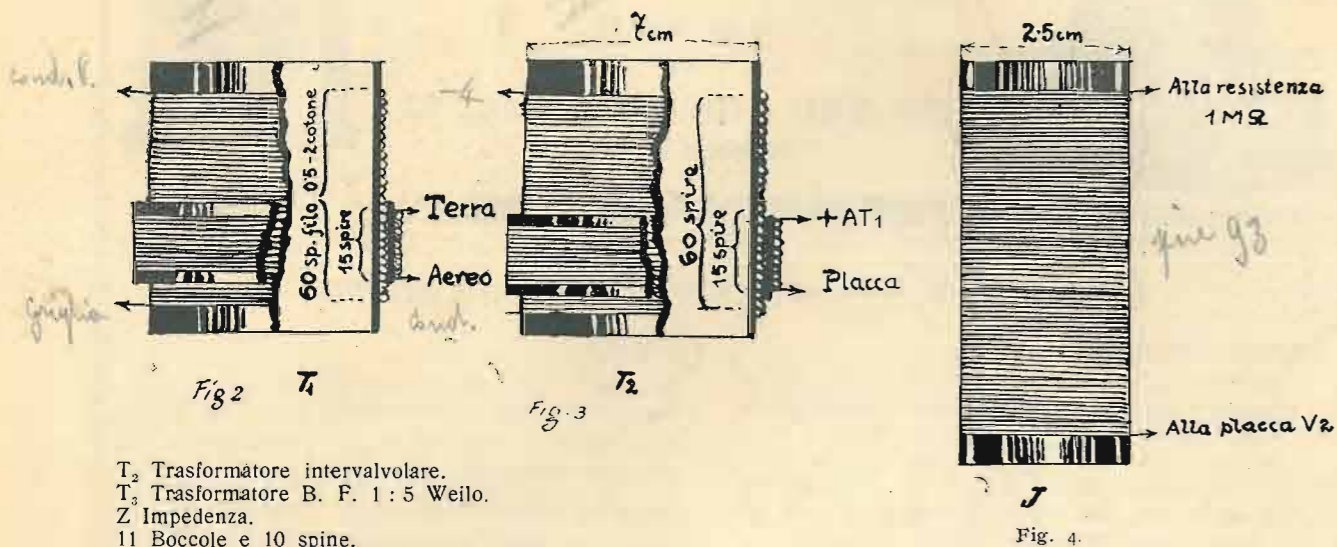 cond. V.
Griglia
60 sp. filo 0.5 - 2 cotone
15 spire
Terra
Aereo
Fig 2
T₁
7 cm
-4
cond.
60 spire
15 spire
+ AT₁
Placca
Fig. 3
T₂
2.5 cm
Alla resistenza
1 MΩ
Alla placca V2
J
Fig. 4.
T₂ Trasformatore intervalvolare.
T₃ Trasformatore B. F. 1 : 5 Weilo.
Z Impedenza.
11 Boccole e 10 spine.